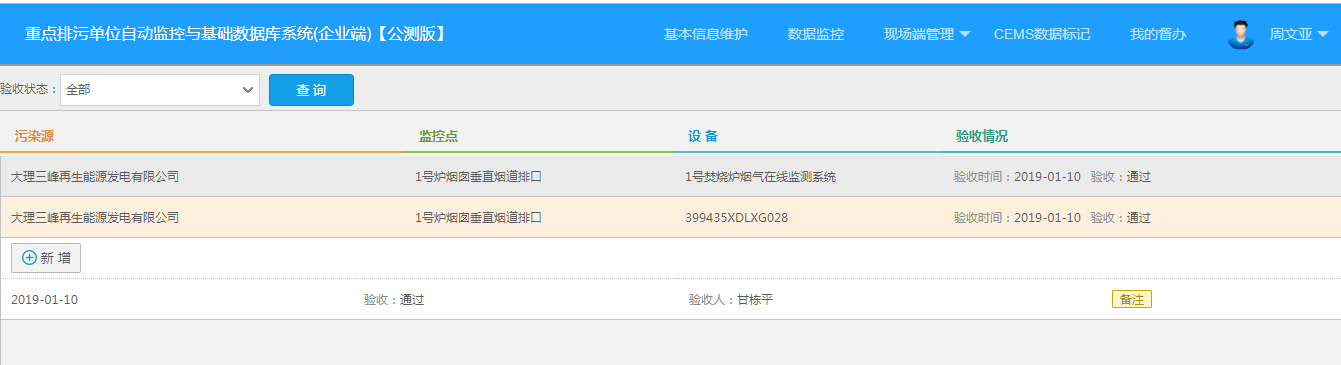 重点排污单位自动监控与基础数据库系统(企业端)【公测版】 基本信息维护 数据监控 现场端管理 CEMS数据标记 我的督办 周文亚
验收状态： 全部 查 询
污染源 监控点 设 备 验收情况
大理三峰再生能源发电有限公司 1号炉烟囱垂直烟道排口 1号焚烧炉烟气在线监测系统 验收时间：2019-01-10 验收：通过
大理三峰再生能源发电有限公司 1号炉烟囱垂直烟道排口 399435XDLXG028 验收时间：2019-01-10 验收：通过
新 增
2019-01-10 验收：通过 验收人：甘栋平 备注